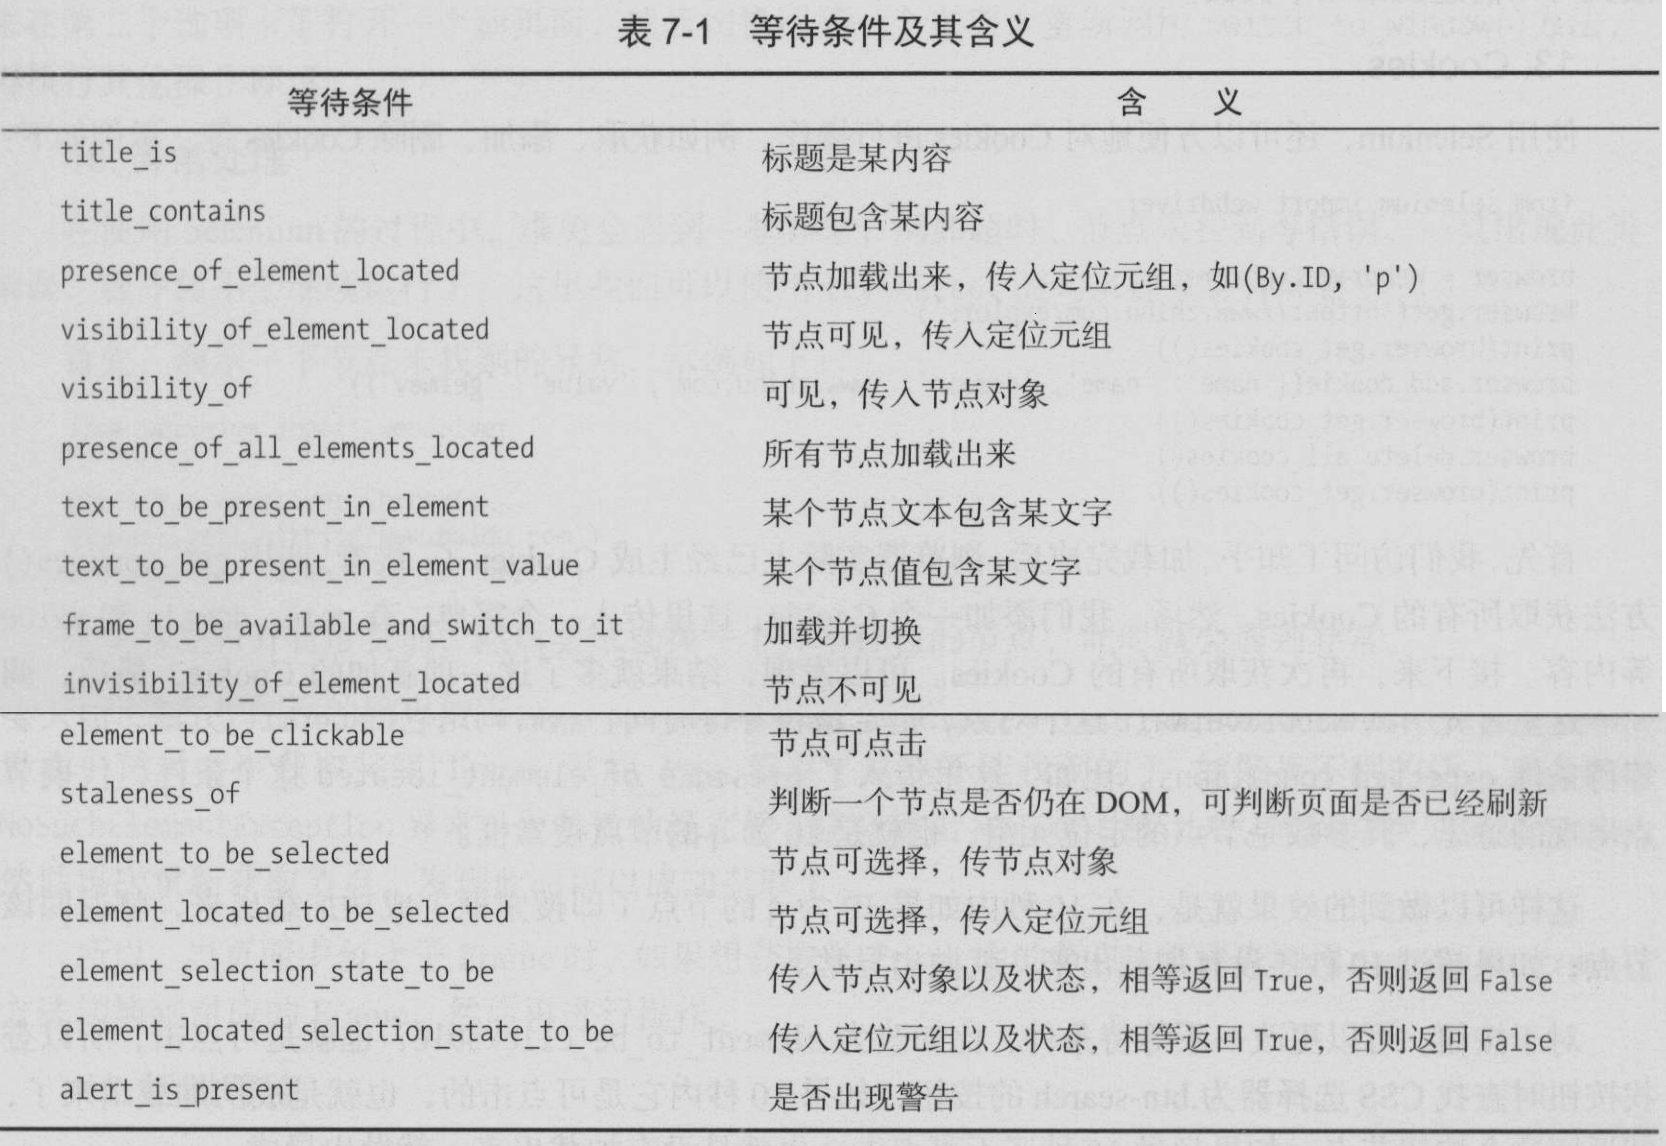 表 7-1 等待条件及其含义
等待条件 含 义
title_is 标题是某内容
title_contains 标题包含某内容
presence_of_element_located 节点加载出来，传入定位元组，如(By.ID, 'p')
visibility_of_element_located 节点可见，传入定位元组
visibility_of 可见，传入节点对象
presence_of_all_elements_located 所有节点加载出来
text_to_be_present_in_element 某个节点文本包含某文字
text_to_be_present_in_element_value 某个节点值包含某文字
frame_to_be_available_and_switch_to_it 加载并切换
invisibility_of_element_located 节点不可见
element_to_be_clickable 节点可点击
staleness_of 判断一个节点是否仍在 DOM，可判断页面是否已经刷新
element_to_be_selected 节点可选择，传节点对象
element_located_to_be_selected 节点可选择，传入定位元组
element_selection_state_to_be 传入节点对象以及状态，相等返回 True，否则返回 False
element_located_selection_state_to_be 传入定位元组以及状态，相等返回 True，否则返回 False
alert_is_present 是否出现警告